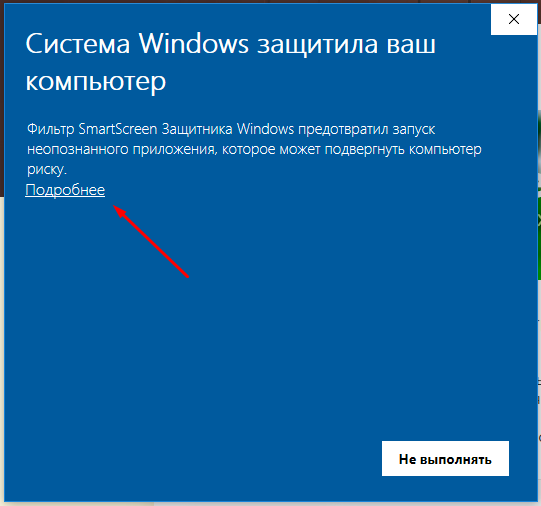 Система Windows защитила ваш
компьютер
Фильтр SmartScreen Защитника Windows предотвратил запуск
неопознанного приложения, которое может подвергнуть компьютер
риску.
Подробнее
Не выполнять